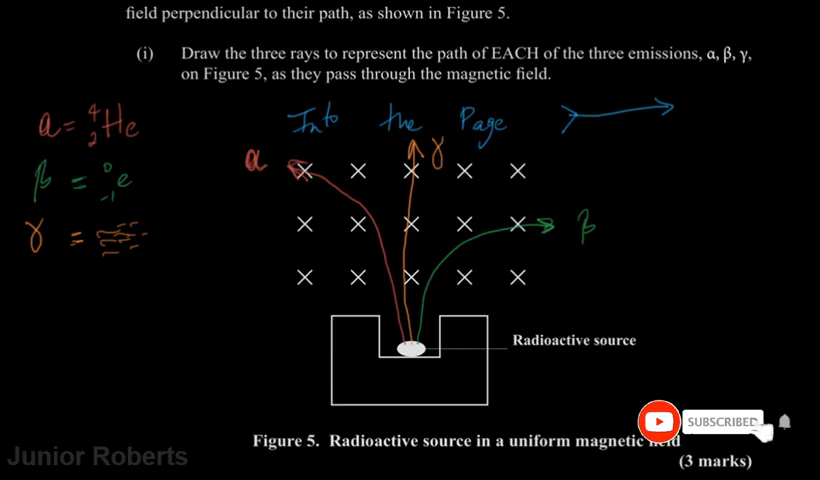 field perpendicular to their path, as shown in Figure 5.
(i) Draw the three rays to represent the path of EACH of the three emissions, α, β, γ,
on Figure 5, as they pass through the magnetic field.
α = ⁴₂He
Into the Page
α
γ
β = ⁰₋₁e
γ =
β
Radioactive source
SUBSCRIBED
Figure 5. Radioactive source in a uniform magnetic field
Junior Roberts
(3 marks)